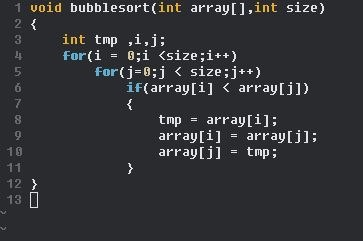 1 void bubblesort(int array[],int size)
2 {
3     int tmp ,i,j;
4     for(i = 0;i <size;i++)
5         for(j=0;j < size;j++)
6             if(array[i] < array[j])
7             {
8                 tmp = array[i];
9                 array[i] = array[j];
10                 array[j] = tmp;
11             }
12 }
13
~
~